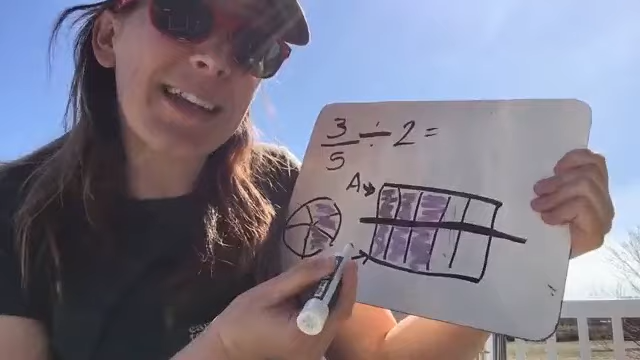 3/5 ÷ 2 =
A→